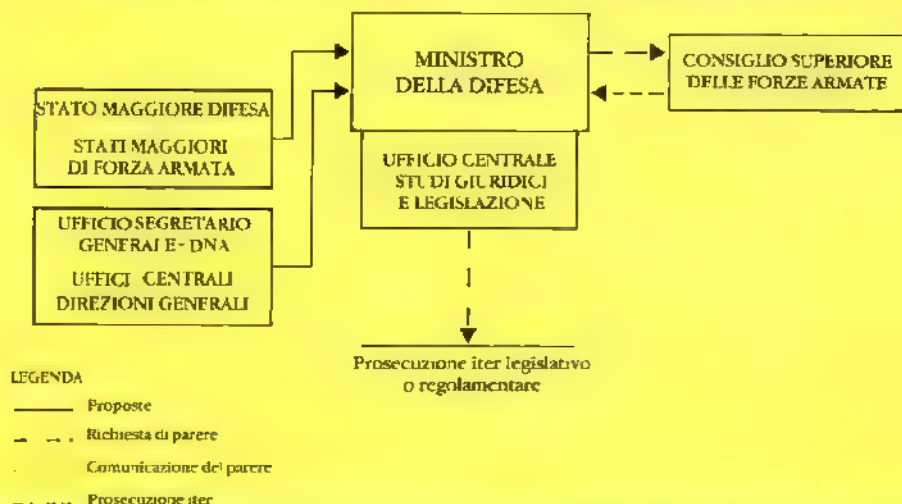 MINISTRO
DELLA DIFESA
CONSIGLIO SUPERIORE
DELLE FORZE ARMATE
STATO MAGGIORE DIFESA
STATI MAGGIORI
DI FORZA ARMATA
UFFICIO CENTRALE
STUDI GIURIDICI
E LEGISLAZIONE
UFFICIO SEGRETARIO
GENERALE - DNA
UFFICI CENTRALI
DIREZIONI GENERALI
Prosecuzione iter legislativo
o regolamentare
LEGENDA
Proposte
Richiesta di parere
Comunicazione del parere
Prosecuzione iter